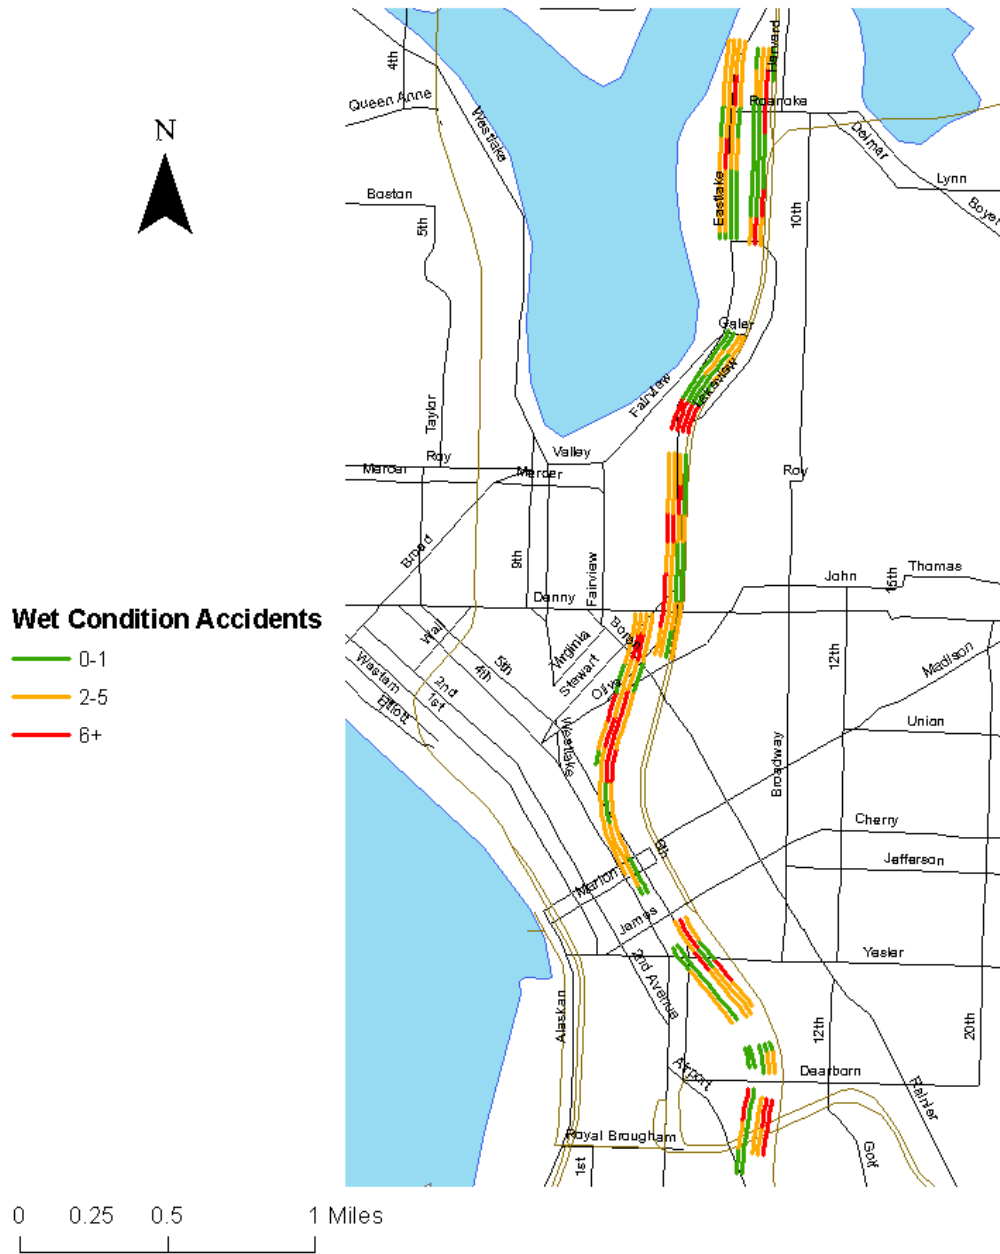 4th
Harvard
Queen Anne
Westlake
Roanoke
Delmar
Lynn
Boyer
N
Boston
5th
Eastlake
10th
Galer
Lakeview
Fairview
Taylor
Valley
Roy
Mercer
Mercer
Roy
Broad
9th
Fairview
Thomas
John
15th
Denny
Wet Condition Accidents
0-1
2-5
6+
Wall
5th
4th
Virginia
Stewart
Boren
Olive
12th
Madison
Western
2nd
1st
Elliott
Westlake
Union
Broadway
Cherry
8th
Jefferson
Marion
James
Yesler
2nd Avenue
Alaskan
12th
20th
Airport
Dearborn
Rainier
Royal Brougham
1st
Golf
0 0.25 0.5 1 Miles